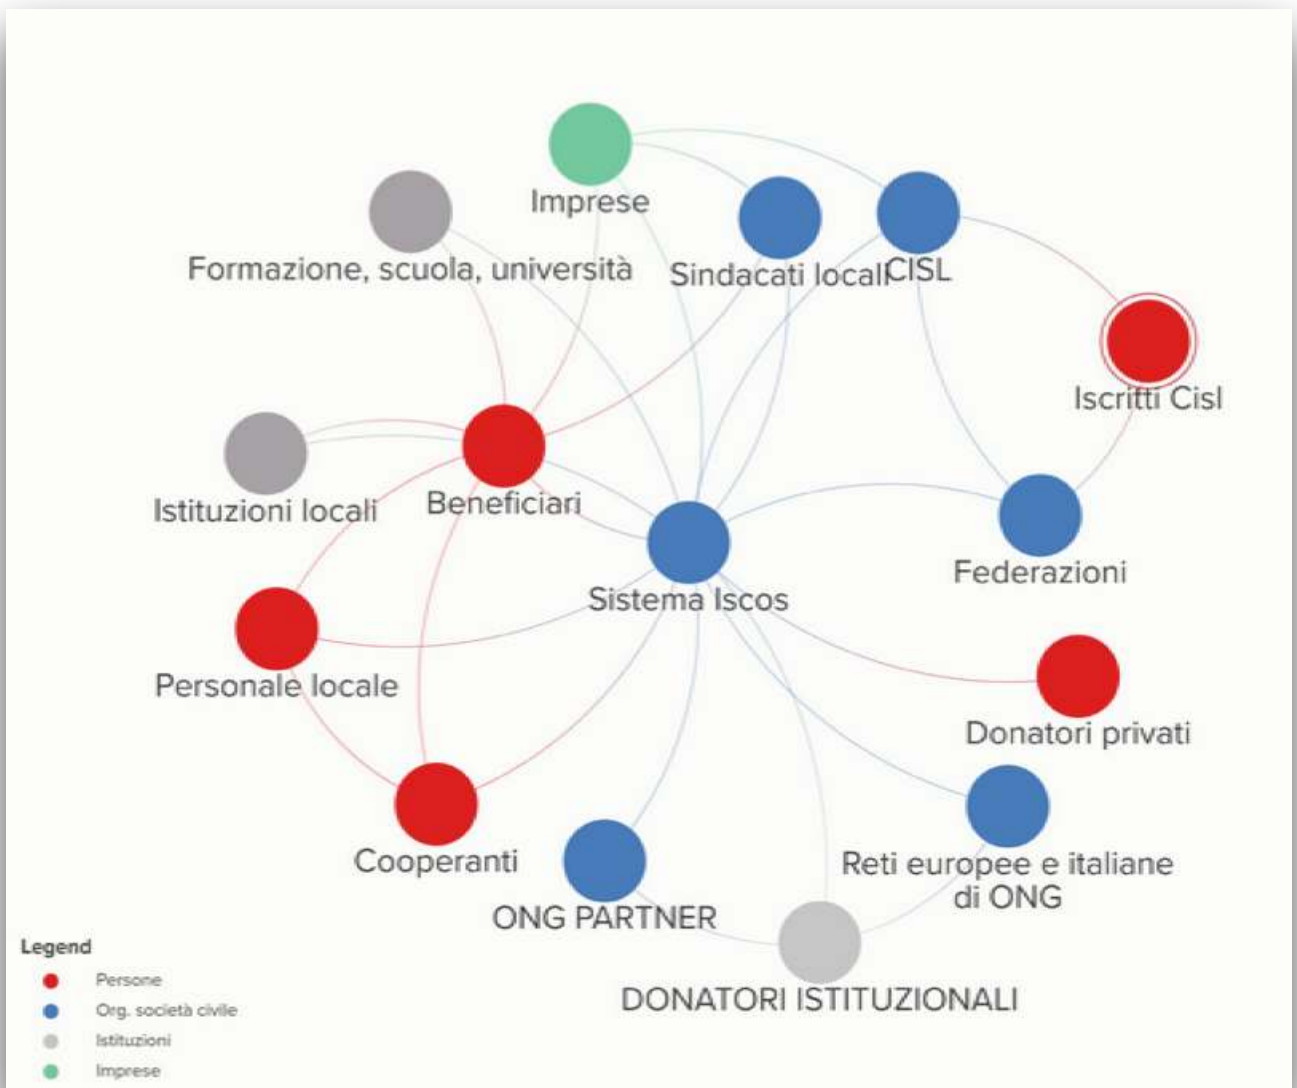 Imprese
Formazione, scuola, università
Sindacati locali
CISL
Iscritti Cisl
Istituzioni locali
Beneficiari
Sistema Iscos
Federazioni
Personale locale
Donatori privati
Cooperanti
Reti europee e italiane
di ONG
ONG PARTNER
DONATORI ISTITUZIONALI
Legend
Persone
Org. società civile
Istituzioni
Imprese